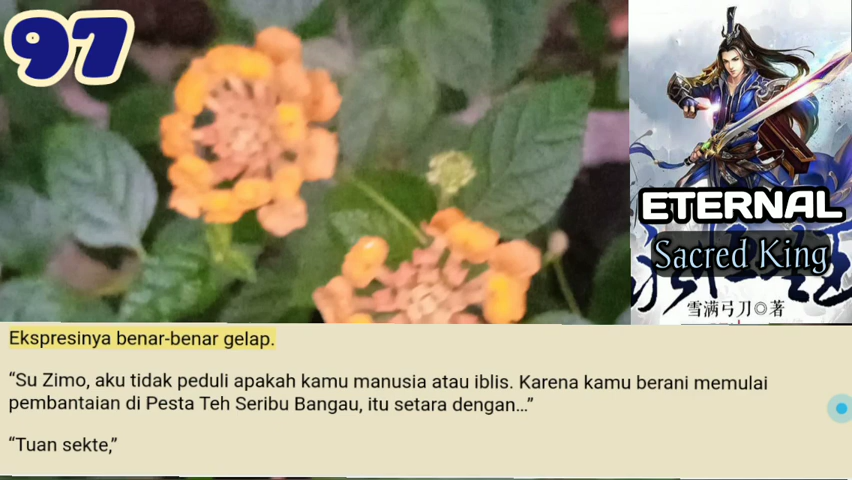 97
ETERNAL
Sacred King
雪满弓刀◎著
Ekspresinya benar-benar gelap.
“Su Zimo, aku tidak peduli apakah kamu manusia atau iblis. Karena kamu berani memulai
pembantaian di Pesta Teh Seribu Bangau, itu setara dengan…”
“Tuan sekte,”